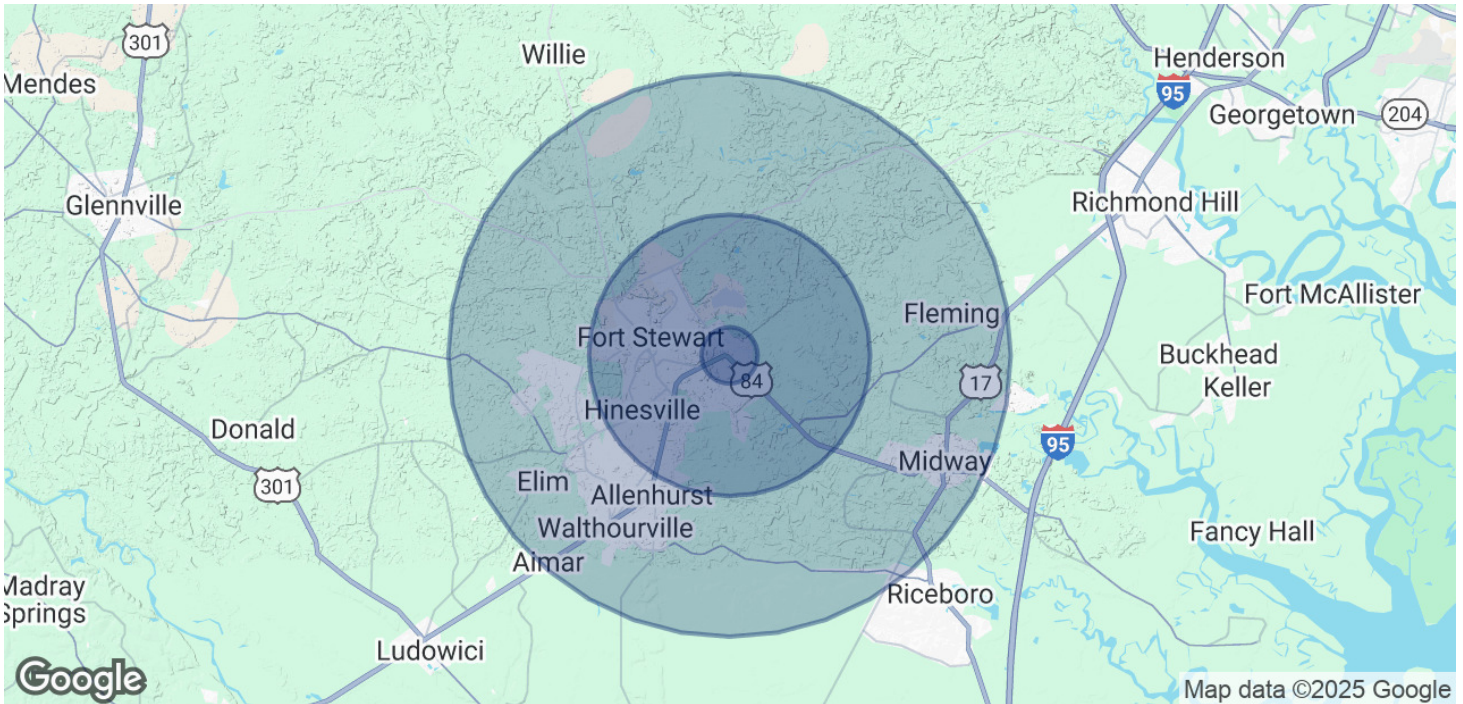 301
Willie
Henderson
Mendes
95
Georgetown
204
Glennville
Richmond Hill
Fort McAllister
Fleming
Fort Stewart
Buckhead
84
17
Keller
Hinesville
Donald
95
Midway
301
Elim
Allenhurst
Walthourville
Fancy Hall
Aimar
Madray
Springs
Riceboro
Ludowici
Google
Map data ©2025 Google